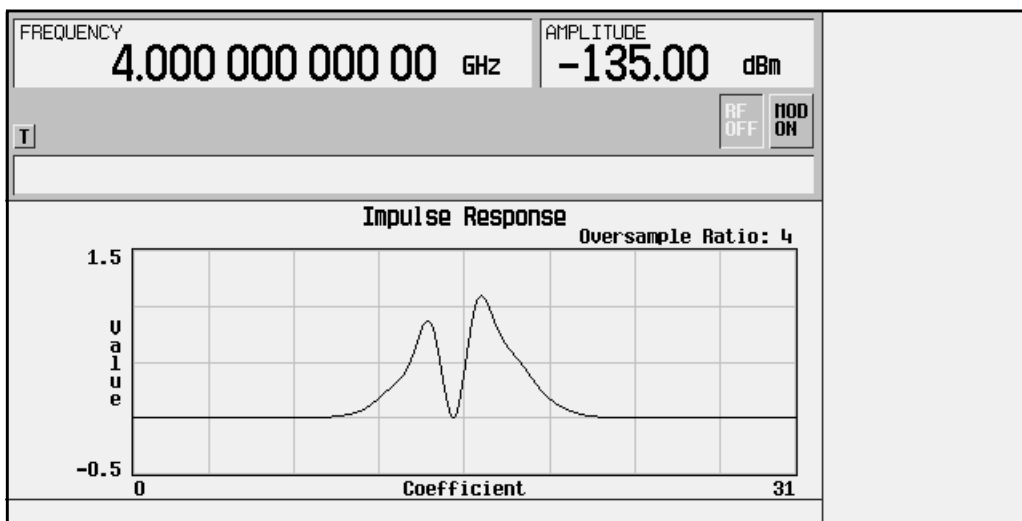 FREQUENCY
4.000 000 000 00 GHz
AMPLITUDE
-135.00 dBm
RF OFF
MOD ON
T
Impulse Response
Oversample Ratio: 4
1.5
Value
-0.5
0
Coefficient
31